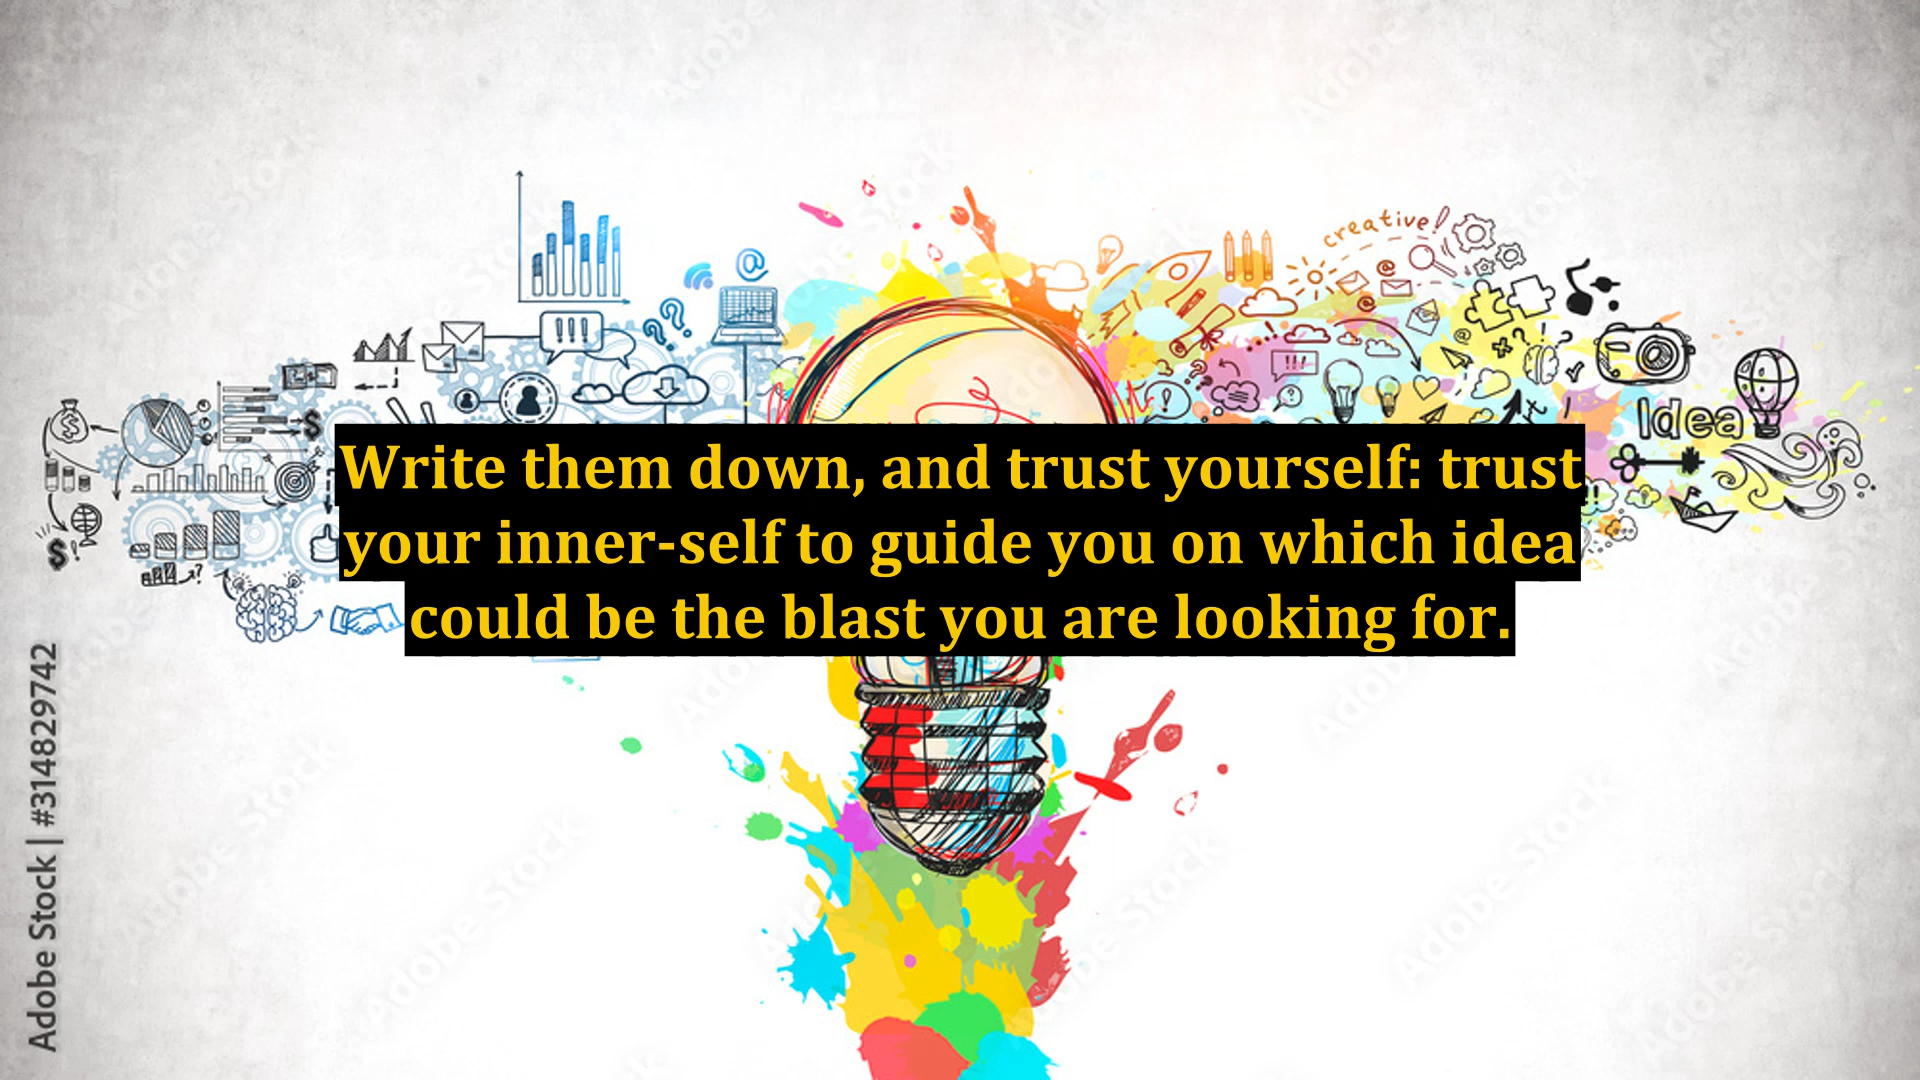 creative!
Idea
Write them down, and trust yourself: trust
your inner-self to guide you on which idea
could be the blast you are looking for.
Adobe Stock | #314829742